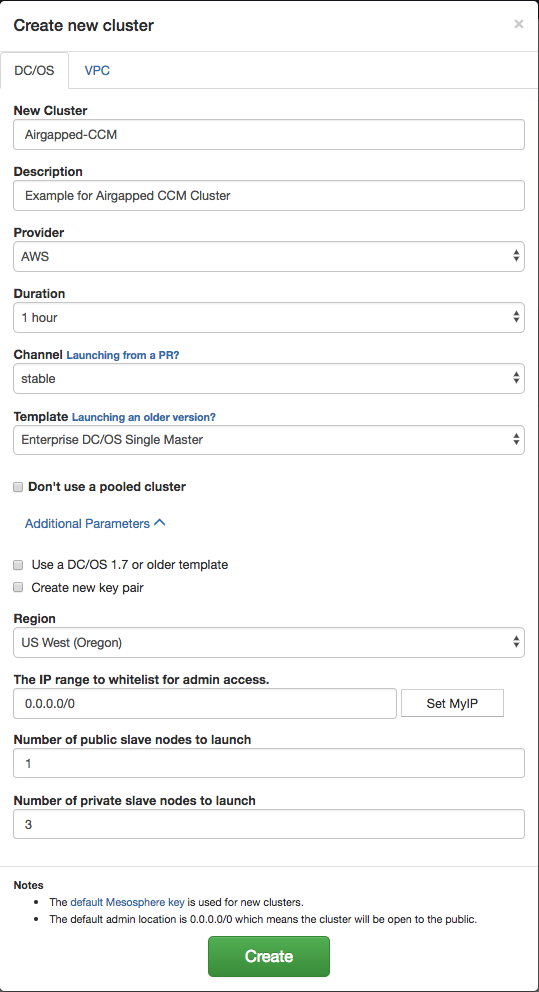 Create new cluster ×
DC/OS VPC
New Cluster
Airgapped-CCM
Description
Example for Airgapped CCM Cluster
Provider
AWS
Duration
1 hour
Channel Launching from a PR?
stable
Template Launching an older version?
Enterprise DC/OS Single Master
Don't use a pooled cluster
Additional Parameters
Use a DC/OS 1.7 or older template
Create new key pair
Region
US West (Oregon)
The IP range to whitelist for admin access.
0.0.0.0/0 Set MyIP
Number of public slave nodes to launch
1
Number of private slave nodes to launch
3
Notes
• The default Mesosphere key is used for new clusters.
• The default admin location is 0.0.0.0/0 which means the cluster will be open to the public.
Create